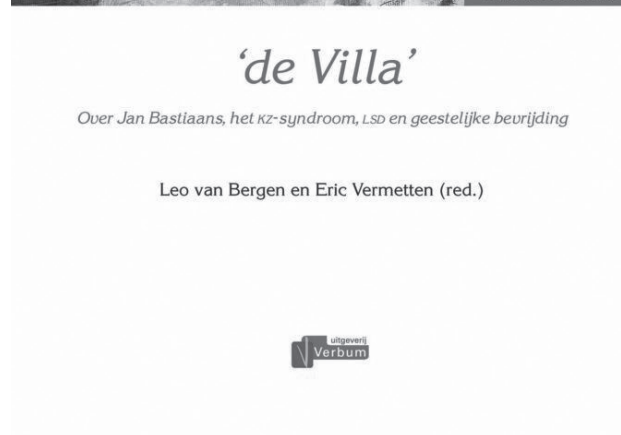 ‘de Villa’
Over Jan Bastiaans, het KZ-syndroom, LSD en geestelijke bevrijding
Leo van Bergen en Eric Vermetten (red.)
uitgeverij
Verbum